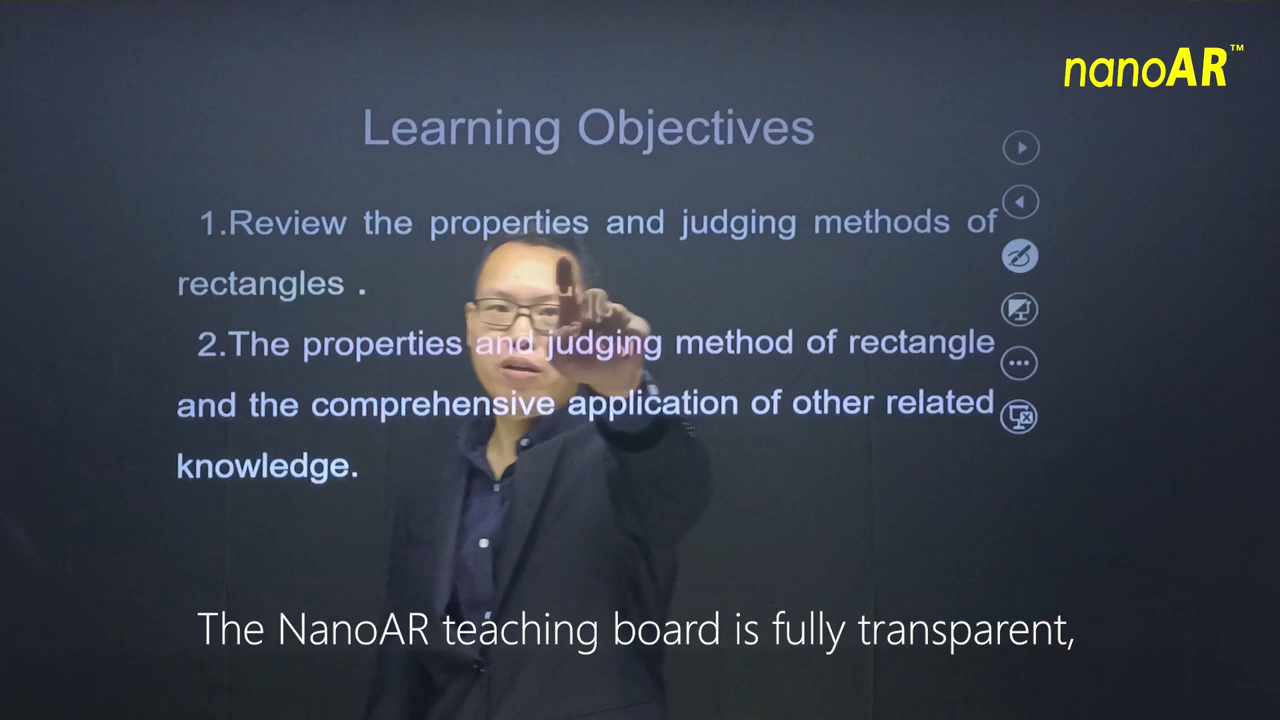 nanoAR™
Learning Objectives
1.Review the properties and judging methods of
rectangles .
2.The properties and judging method of rectangle
and the comprehensive application of other related
knowledge.
The NanoAR teaching board is fully transparent,